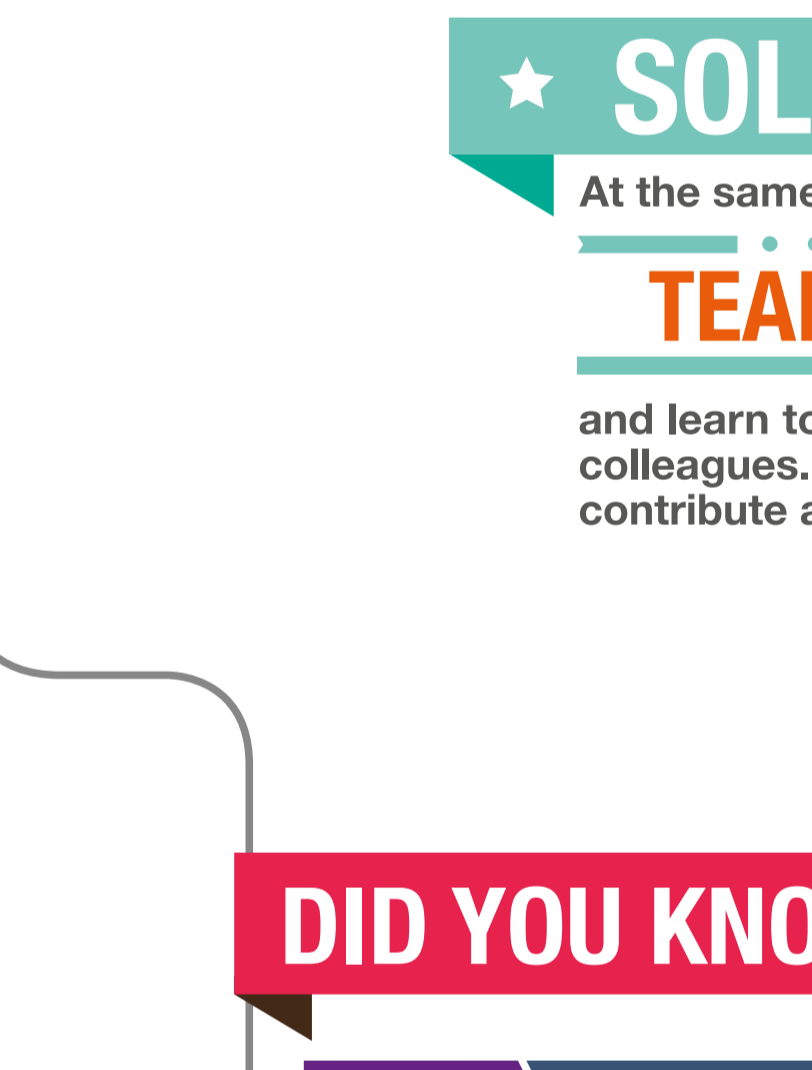 SOL
At the same
TEA
and learn to
colleagues.
contribute a
DID YOU KNO